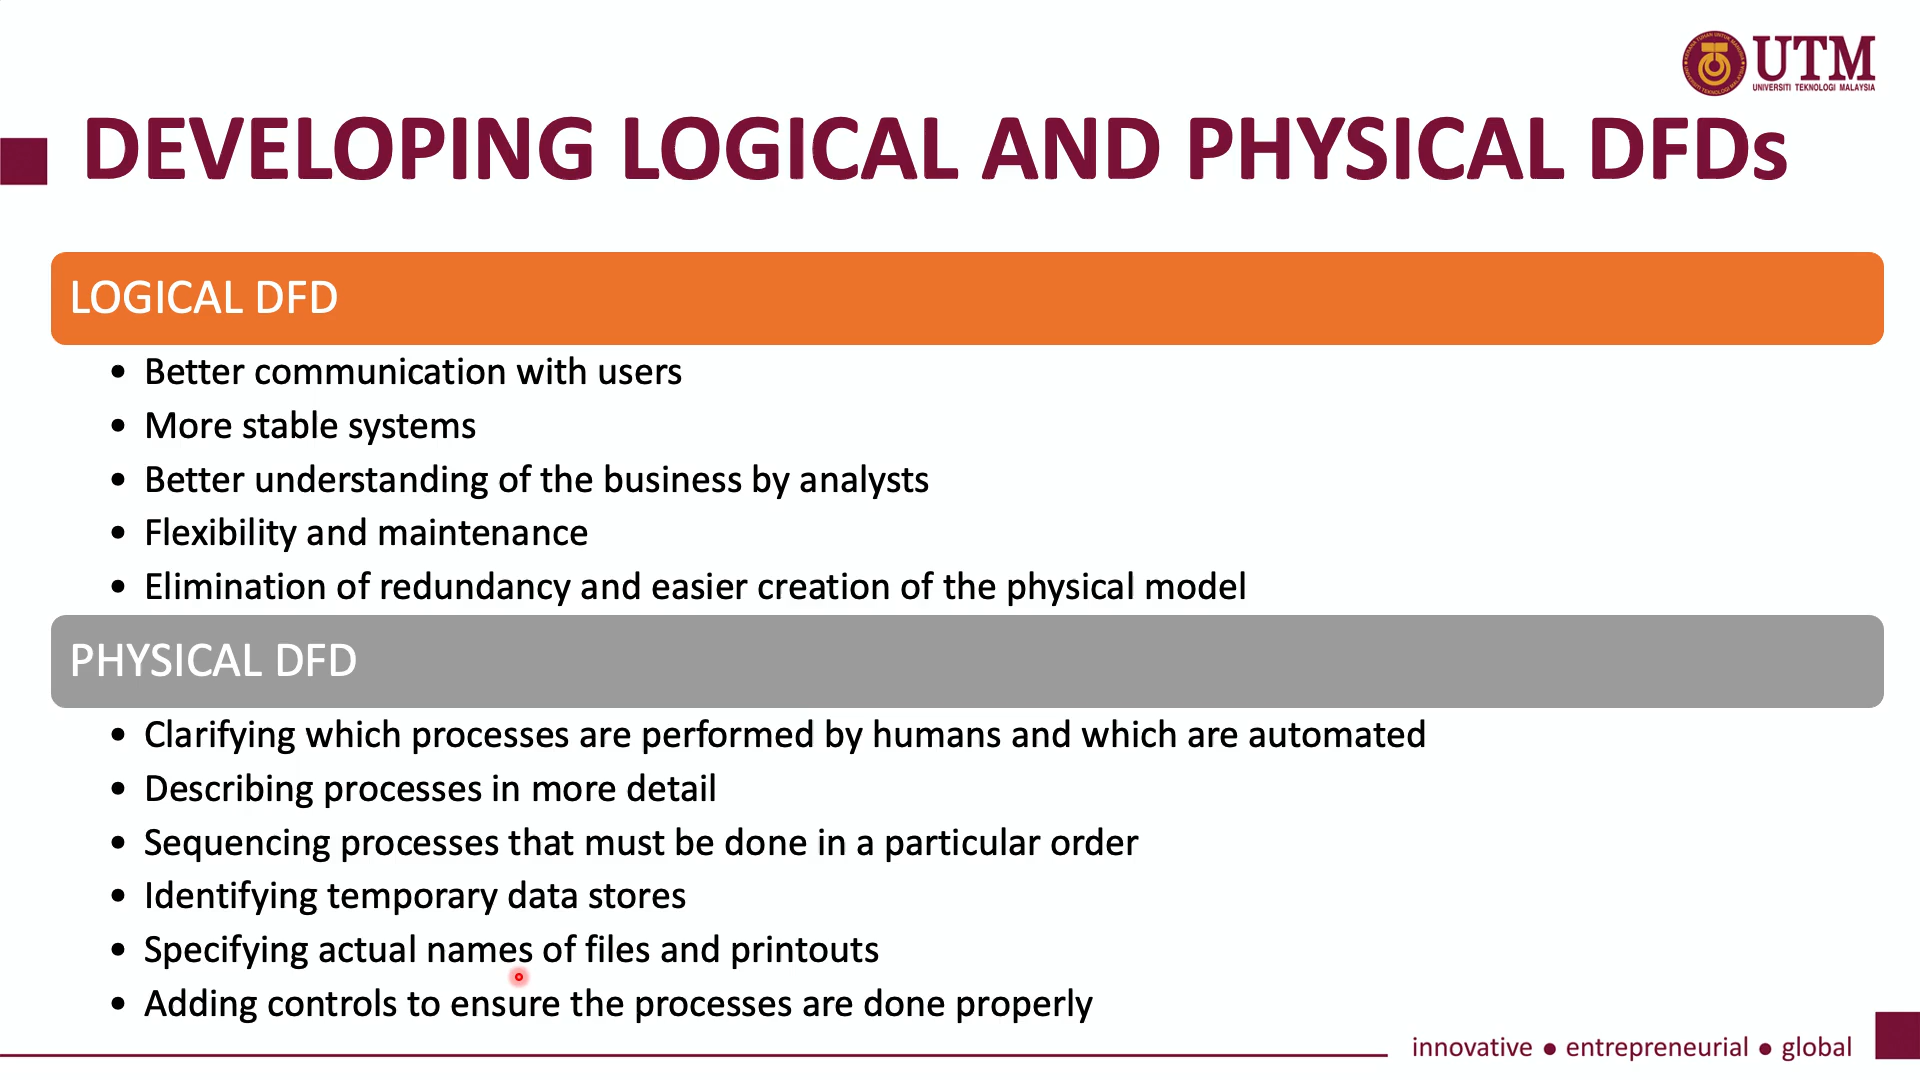 UTM
UNIVERSITI TEKNOLOGI MALAYSIA
DEVELOPING LOGICAL AND PHYSICAL DFDs
LOGICAL DFD
• Better communication with users
• More stable systems
• Better understanding of the business by analysts
• Flexibility and maintenance
• Elimination of redundancy and easier creation of the physical model
PHYSICAL DFD
• Clarifying which processes are performed by humans and which are automated
• Describing processes in more detail
• Sequencing processes that must be done in a particular order
• Identifying temporary data stores
• Specifying actual names of files and printouts
• Adding controls to ensure the processes are done properly
innovative ● entrepreneurial ● global